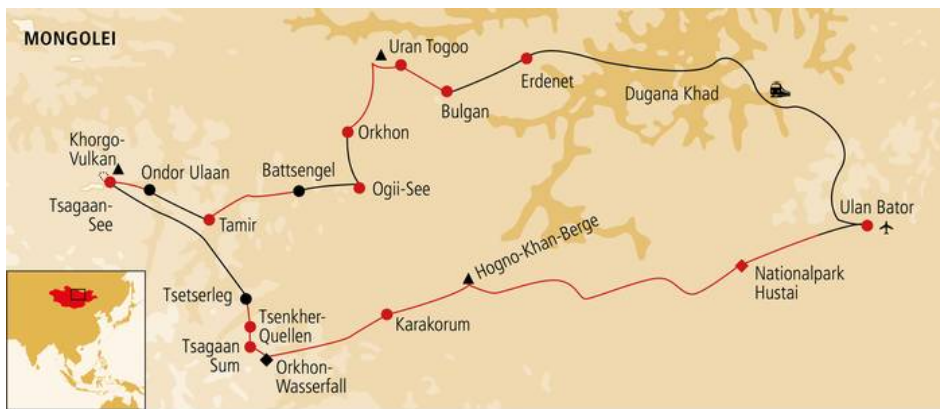 MONGOLEI
Uran Togoo
Erdenet
Bulgan
Dugana Khad
Khorgo-
Vulkan
Orkhon
Ondor Ulaan
Battsengel
Ogii-See
Tsagaan-
See
Tamir
Ulan Bator
Hogno-Khan-Berge
Nationalpark
Hustai
Tsetserleg
Tsenkher-
Quellen
Karakorum
Tsagaan
Sum
Orkhon-
Wasserfall